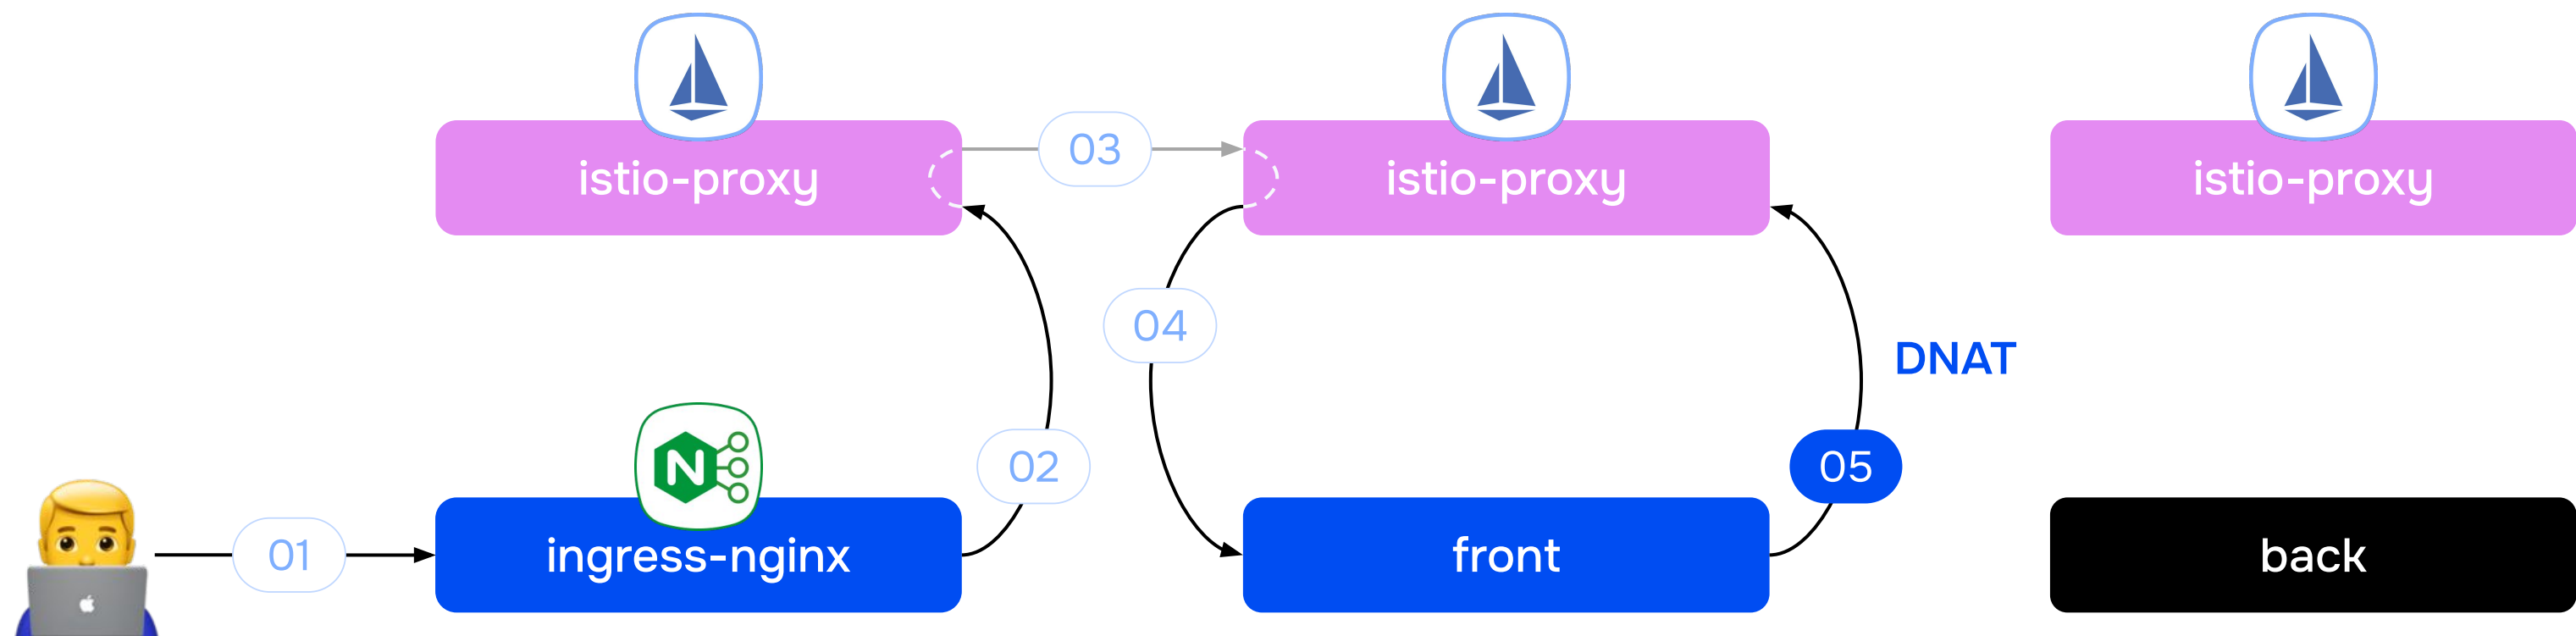 istio-proxy
03
istio-proxy
istio-proxy
04
DNAT
02
05
01
ingress-nginx
N
front
back